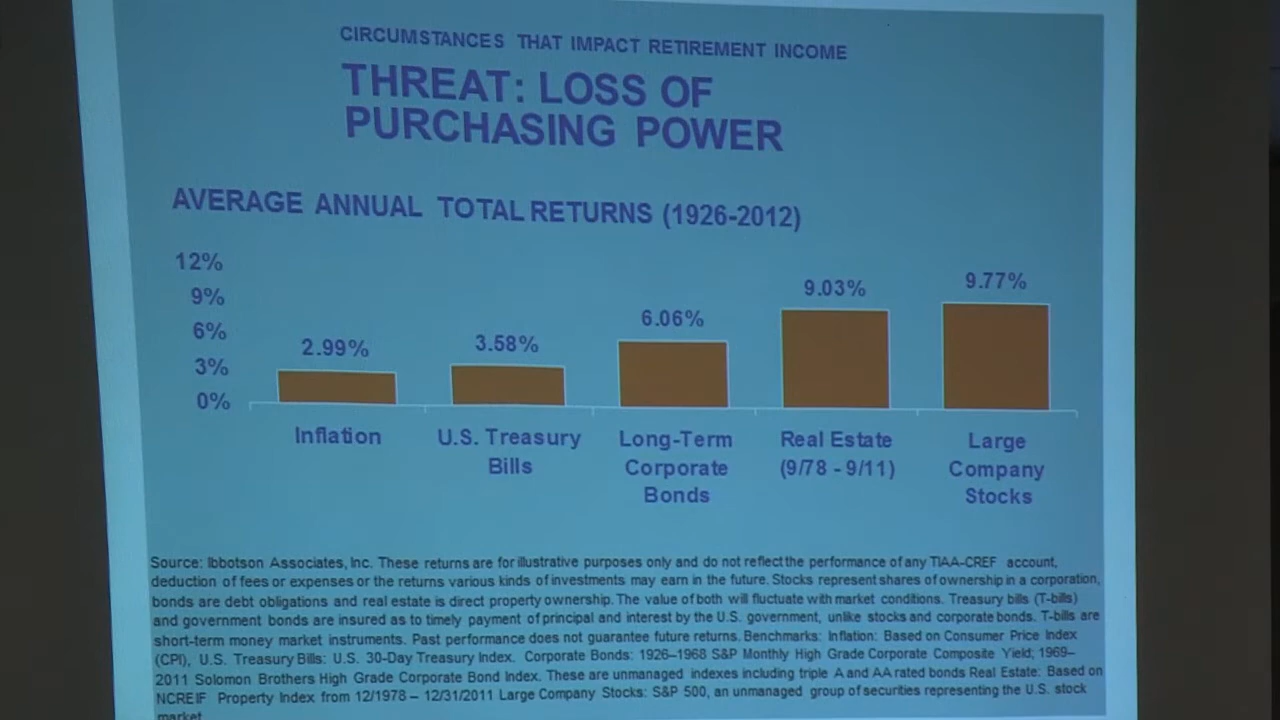 CIRCUMSTANCES THAT IMPACT RETIREMENT INCOME
THREAT: LOSS OF
PURCHASING POWER
AVERAGE ANNUAL TOTAL RETURNS (1926-2012)
12%
9%
6%
3%
0%
2.99%
3.58%
6.06%
9.03%
9.77%
Inflation
U.S. Treasury
Bills
Long-Term
Corporate
Bonds
Real Estate
(9/78 - 9/11)
Large
Company
Stocks
Source: Ibbotson Associates, Inc. These returns are for illustrative purposes only and do not reflect the performance of any TIAA-CREF account,
deduction of fees or expenses or the returns various kinds of investments may earn in the future. Stocks represent shares of ownership in a corporation,
bonds are debt obligations and real estate is direct property ownership. The value of both will fluctuate with market conditions. Treasury bills (T-bills)
and government bonds are insured as to timely payment of principal and interest by the U.S. government, unlike stocks and corporate bonds. T-bills are
short-term money market instruments. Past performance does not guarantee future returns. Benchmarks: Inflation: Based on Consumer Price Index
(CPI), U.S. Treasury Bills: U.S. 30-Day Treasury Index. Corporate Bonds: 1926–1968 S&P Monthly High Grade Corporate Composite Yield; 1969–
2011 Solomon Brothers High Grade Corporate Bond Index. These are unmanaged indexes including triple A and AA rated bonds Real Estate: Based on
NCREIF Property Index from 12/1978 – 12/31/2011 Large Company Stocks: S&P 500, an unmanaged group of securities representing the U.S. stock
market.